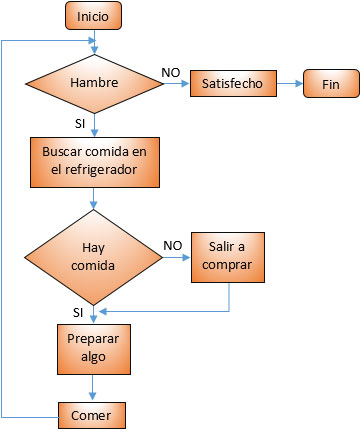 Inicio
Hambre
NO
Satisfecho
Fin
SI
Buscar comida en
el refrigerador
Hay
comida
NO
Salir a
comprar
SI
Preparar
algo
Comer